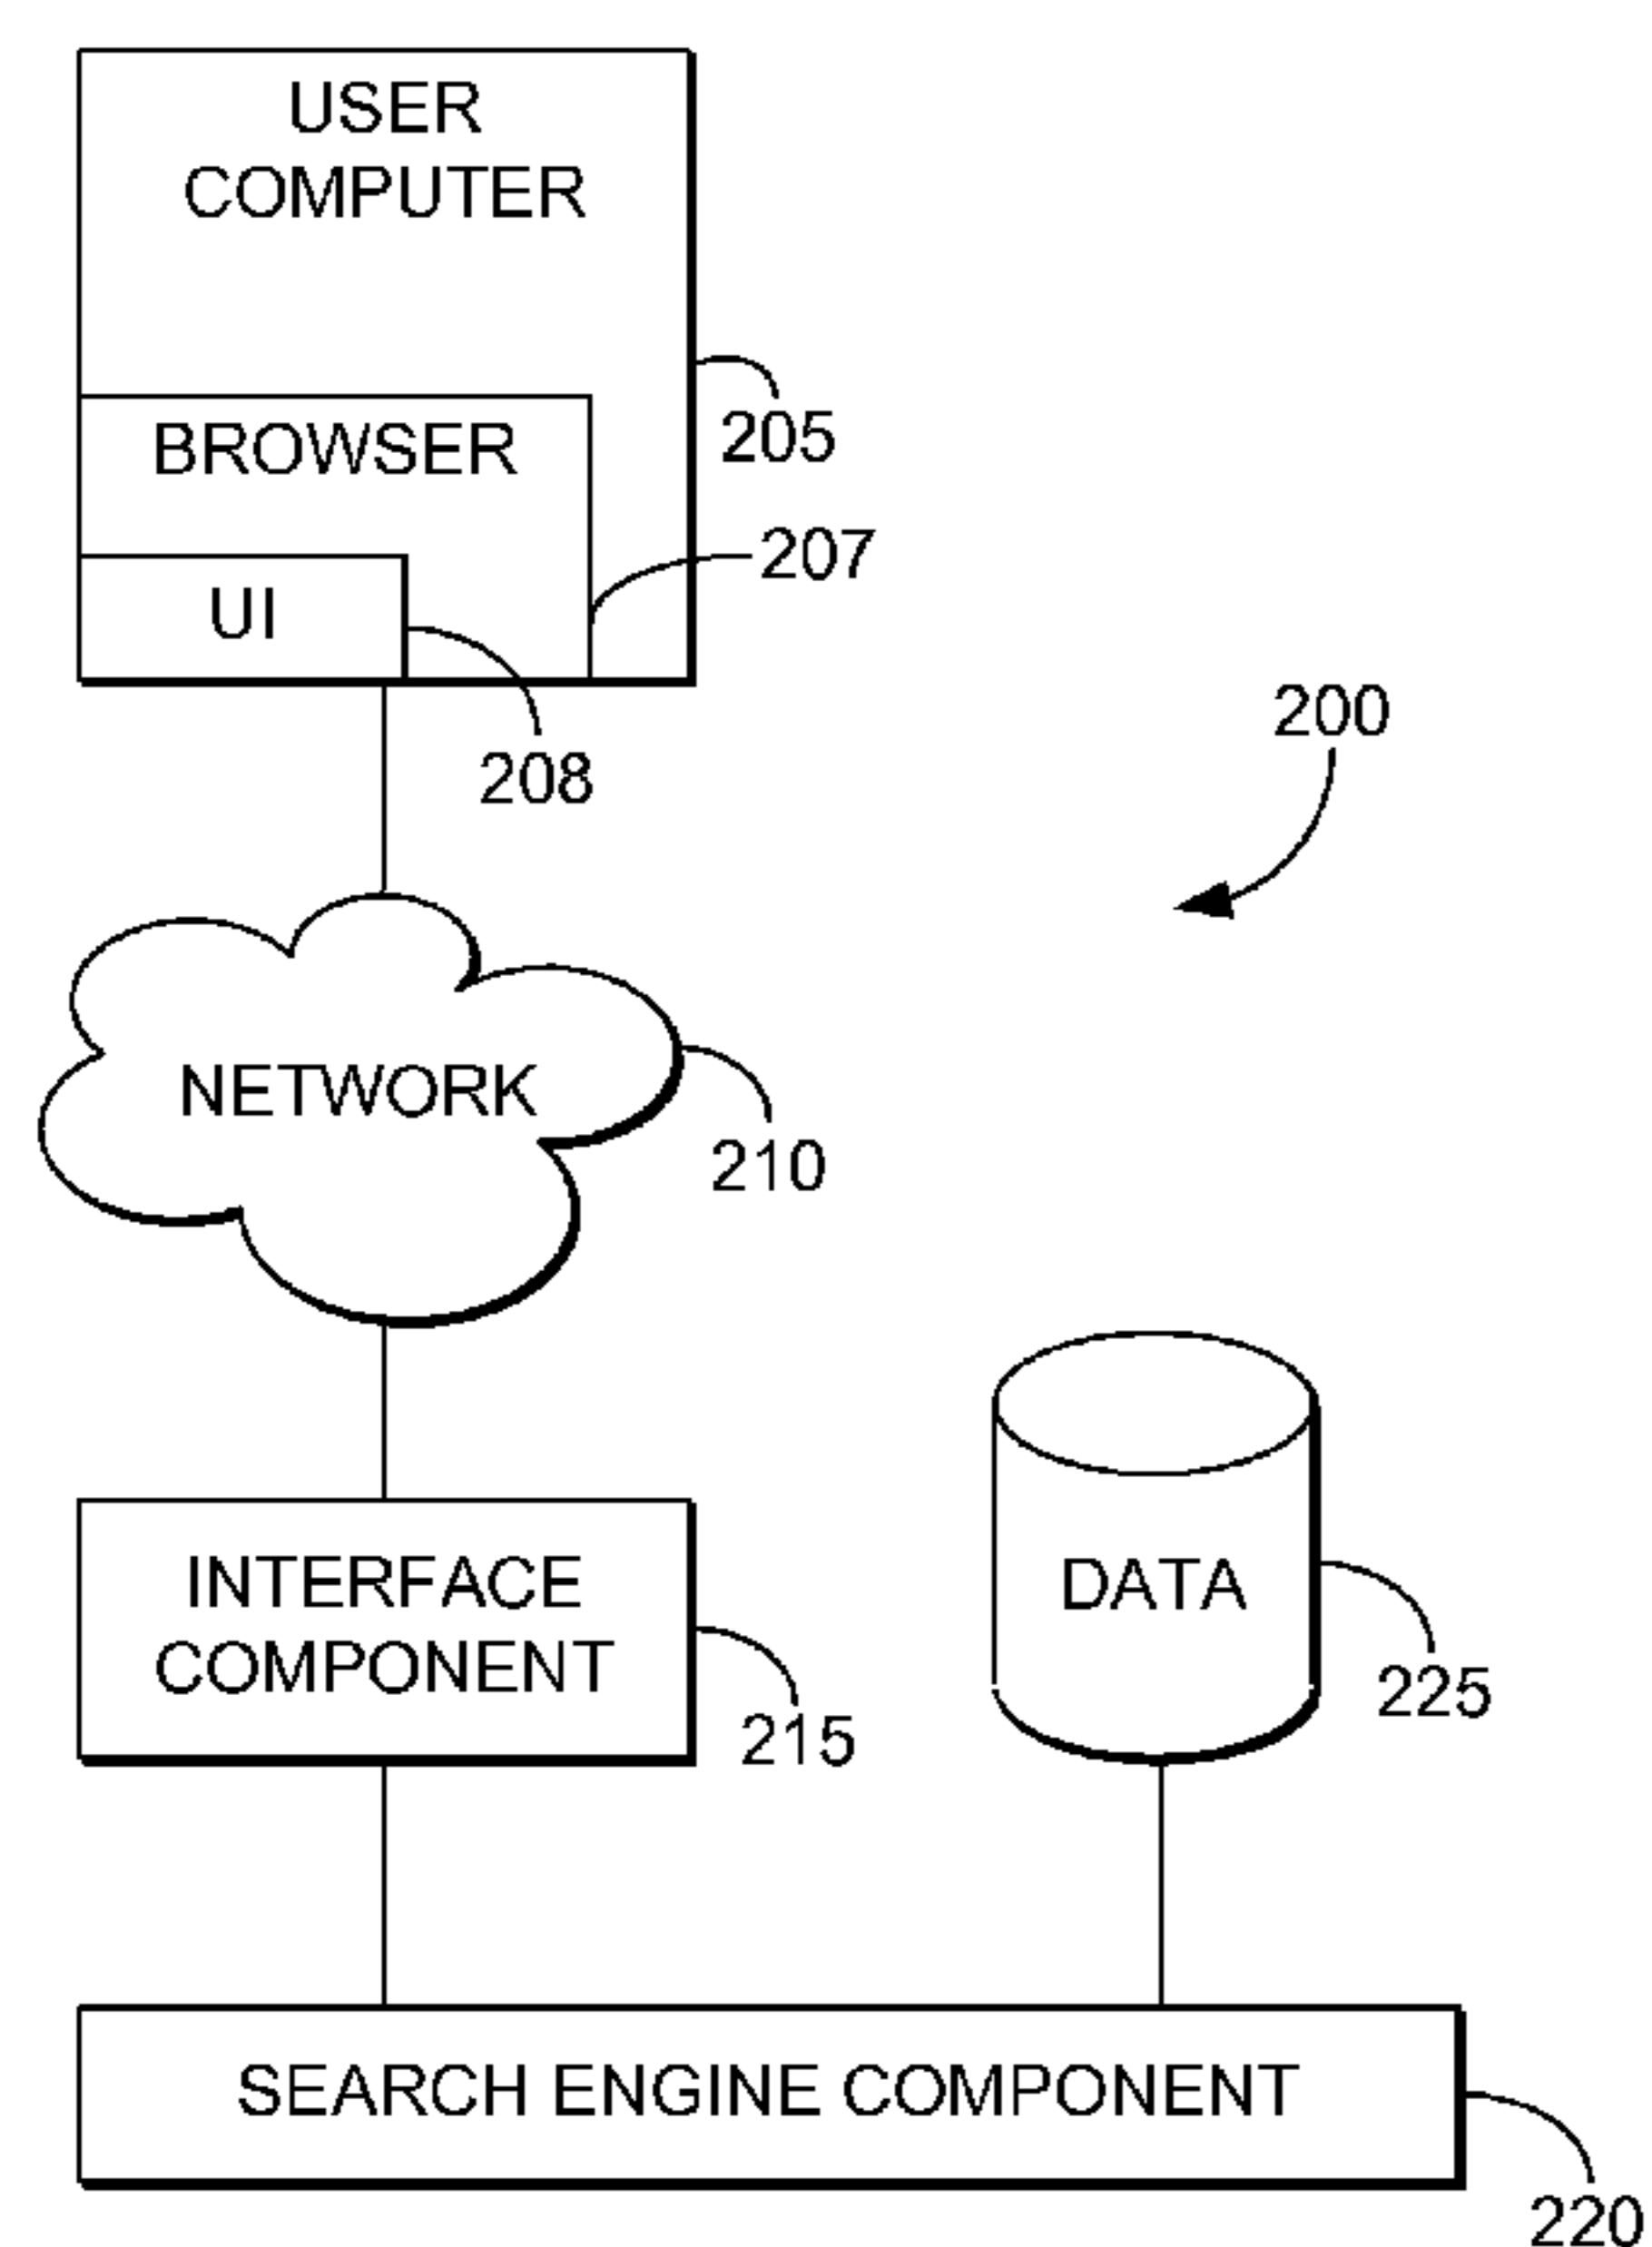 USER
COMPUTER
205
BROWSER
207
UI
208
200
NETWORK
210
INTERFACE
COMPONENT
215
DATA
225
SEARCH ENGINE COMPONENT
220